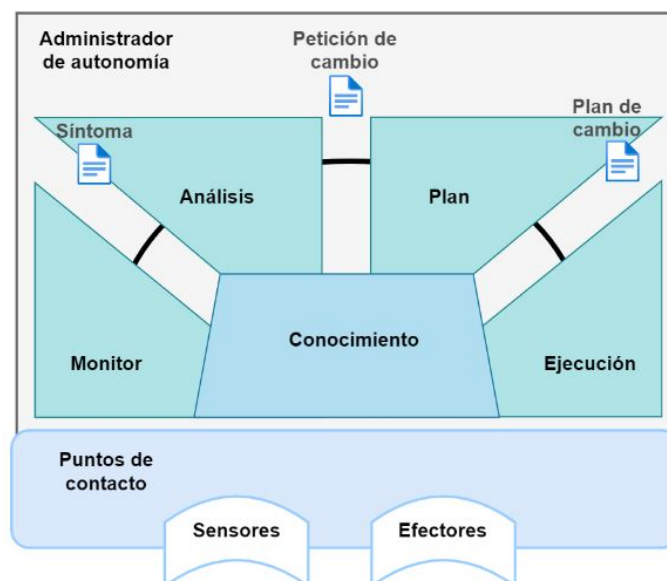 Administrador
de autonomía
Petición de
cambio
Plan de
cambio
Síntoma
Análisis
Plan
Monitor
Conocimiento
Ejecución
Puntos de
contacto
Sensores
Efectores